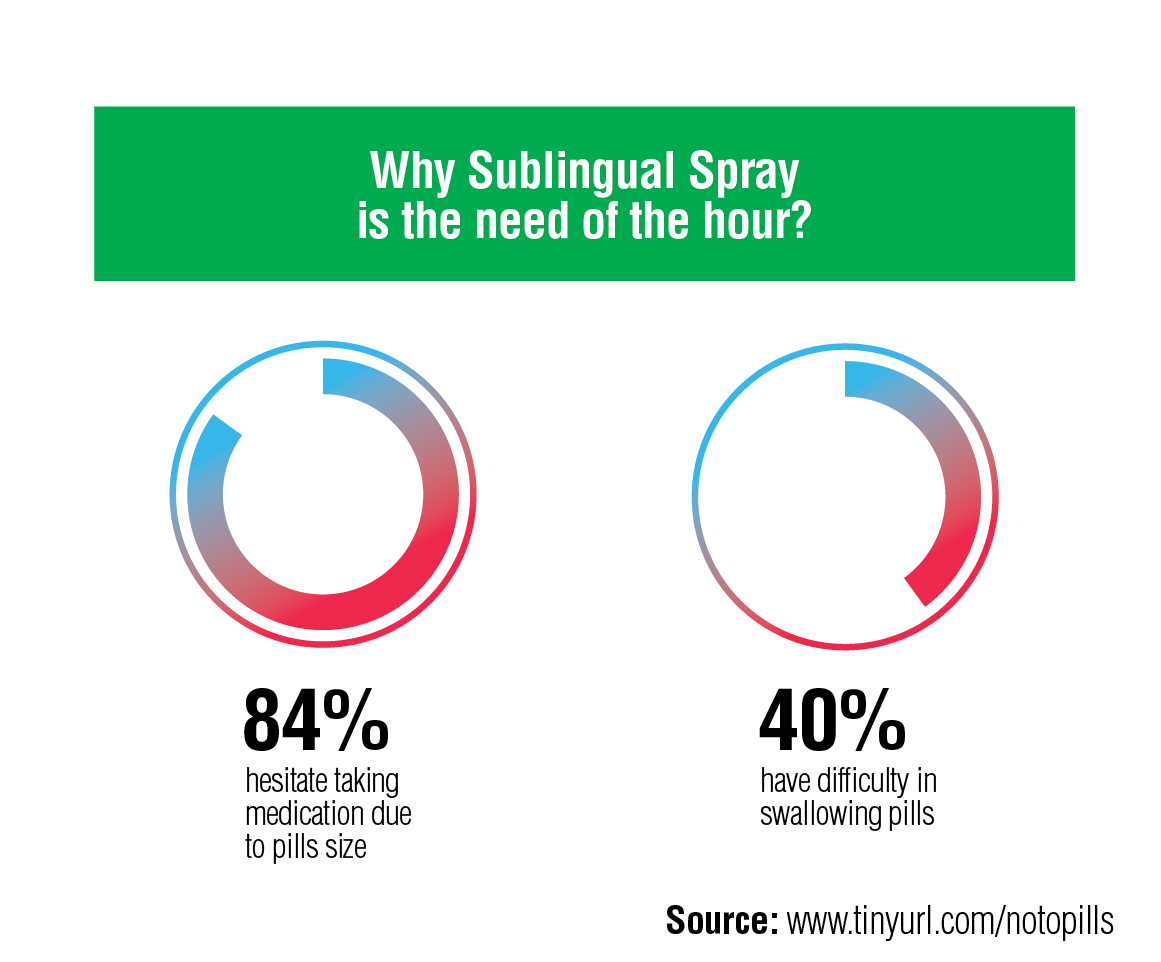 Why Sublingual Spray
is the need of the hour?
84%
hesitate taking
medication due
to pills size
40%
have difficulty in
swallowing pills
Source: www.tinyurl.com/notopills